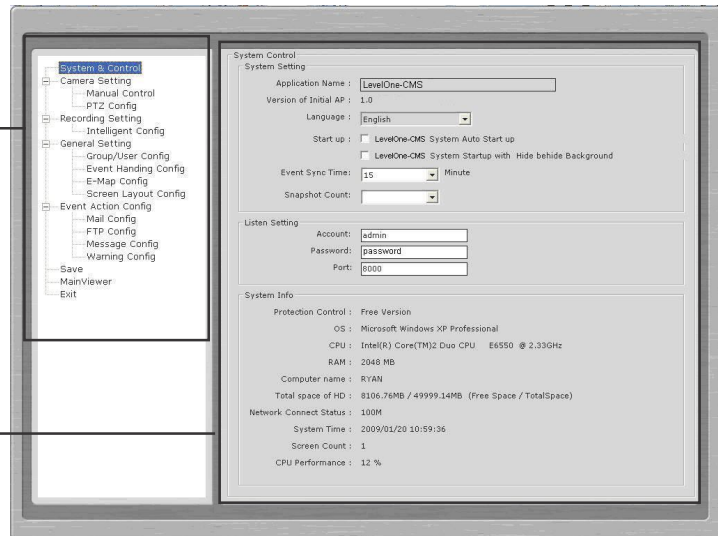 System & Control
Camera Setting
Manual Control
PTZ Config
Recording Setting
Intelligent Config
General Setting
Group/User Config
Event Handing Config
E-Map Config
Screen Layout Config
Event Action Config
Mail Config
FTP Config
Message Config
Warning Config
Save
MainViewer
Exit
System Control
System Setting
Application Name : LevelOne-CMS
Version of Initial AP : 1.0
Language : English
Start up : LevelOne-CMS System Auto Start up
LevelOne-CMS System Startup with Hide behide Background
Event Sync Time: 15 Minute
Snapshot Count:
Listen Setting
Account: admin
Password: password
Port: 8000
System Info
Protection Control : Free Version
OS : Microsoft Windows XP Professional
CPU : Intel(R) Core(TM)2 Duo CPU E6550 @ 2.33GHz
RAM : 2048 MB
Computer name : RYAN
Total space of HD : 8106.76MB / 49999.14MB (Free Space / TotalSpace)
Network Connect Status : 100M
System Time : 2009/01/20 10:59:36
Screen Count : 1
CPU Performance : 12 %